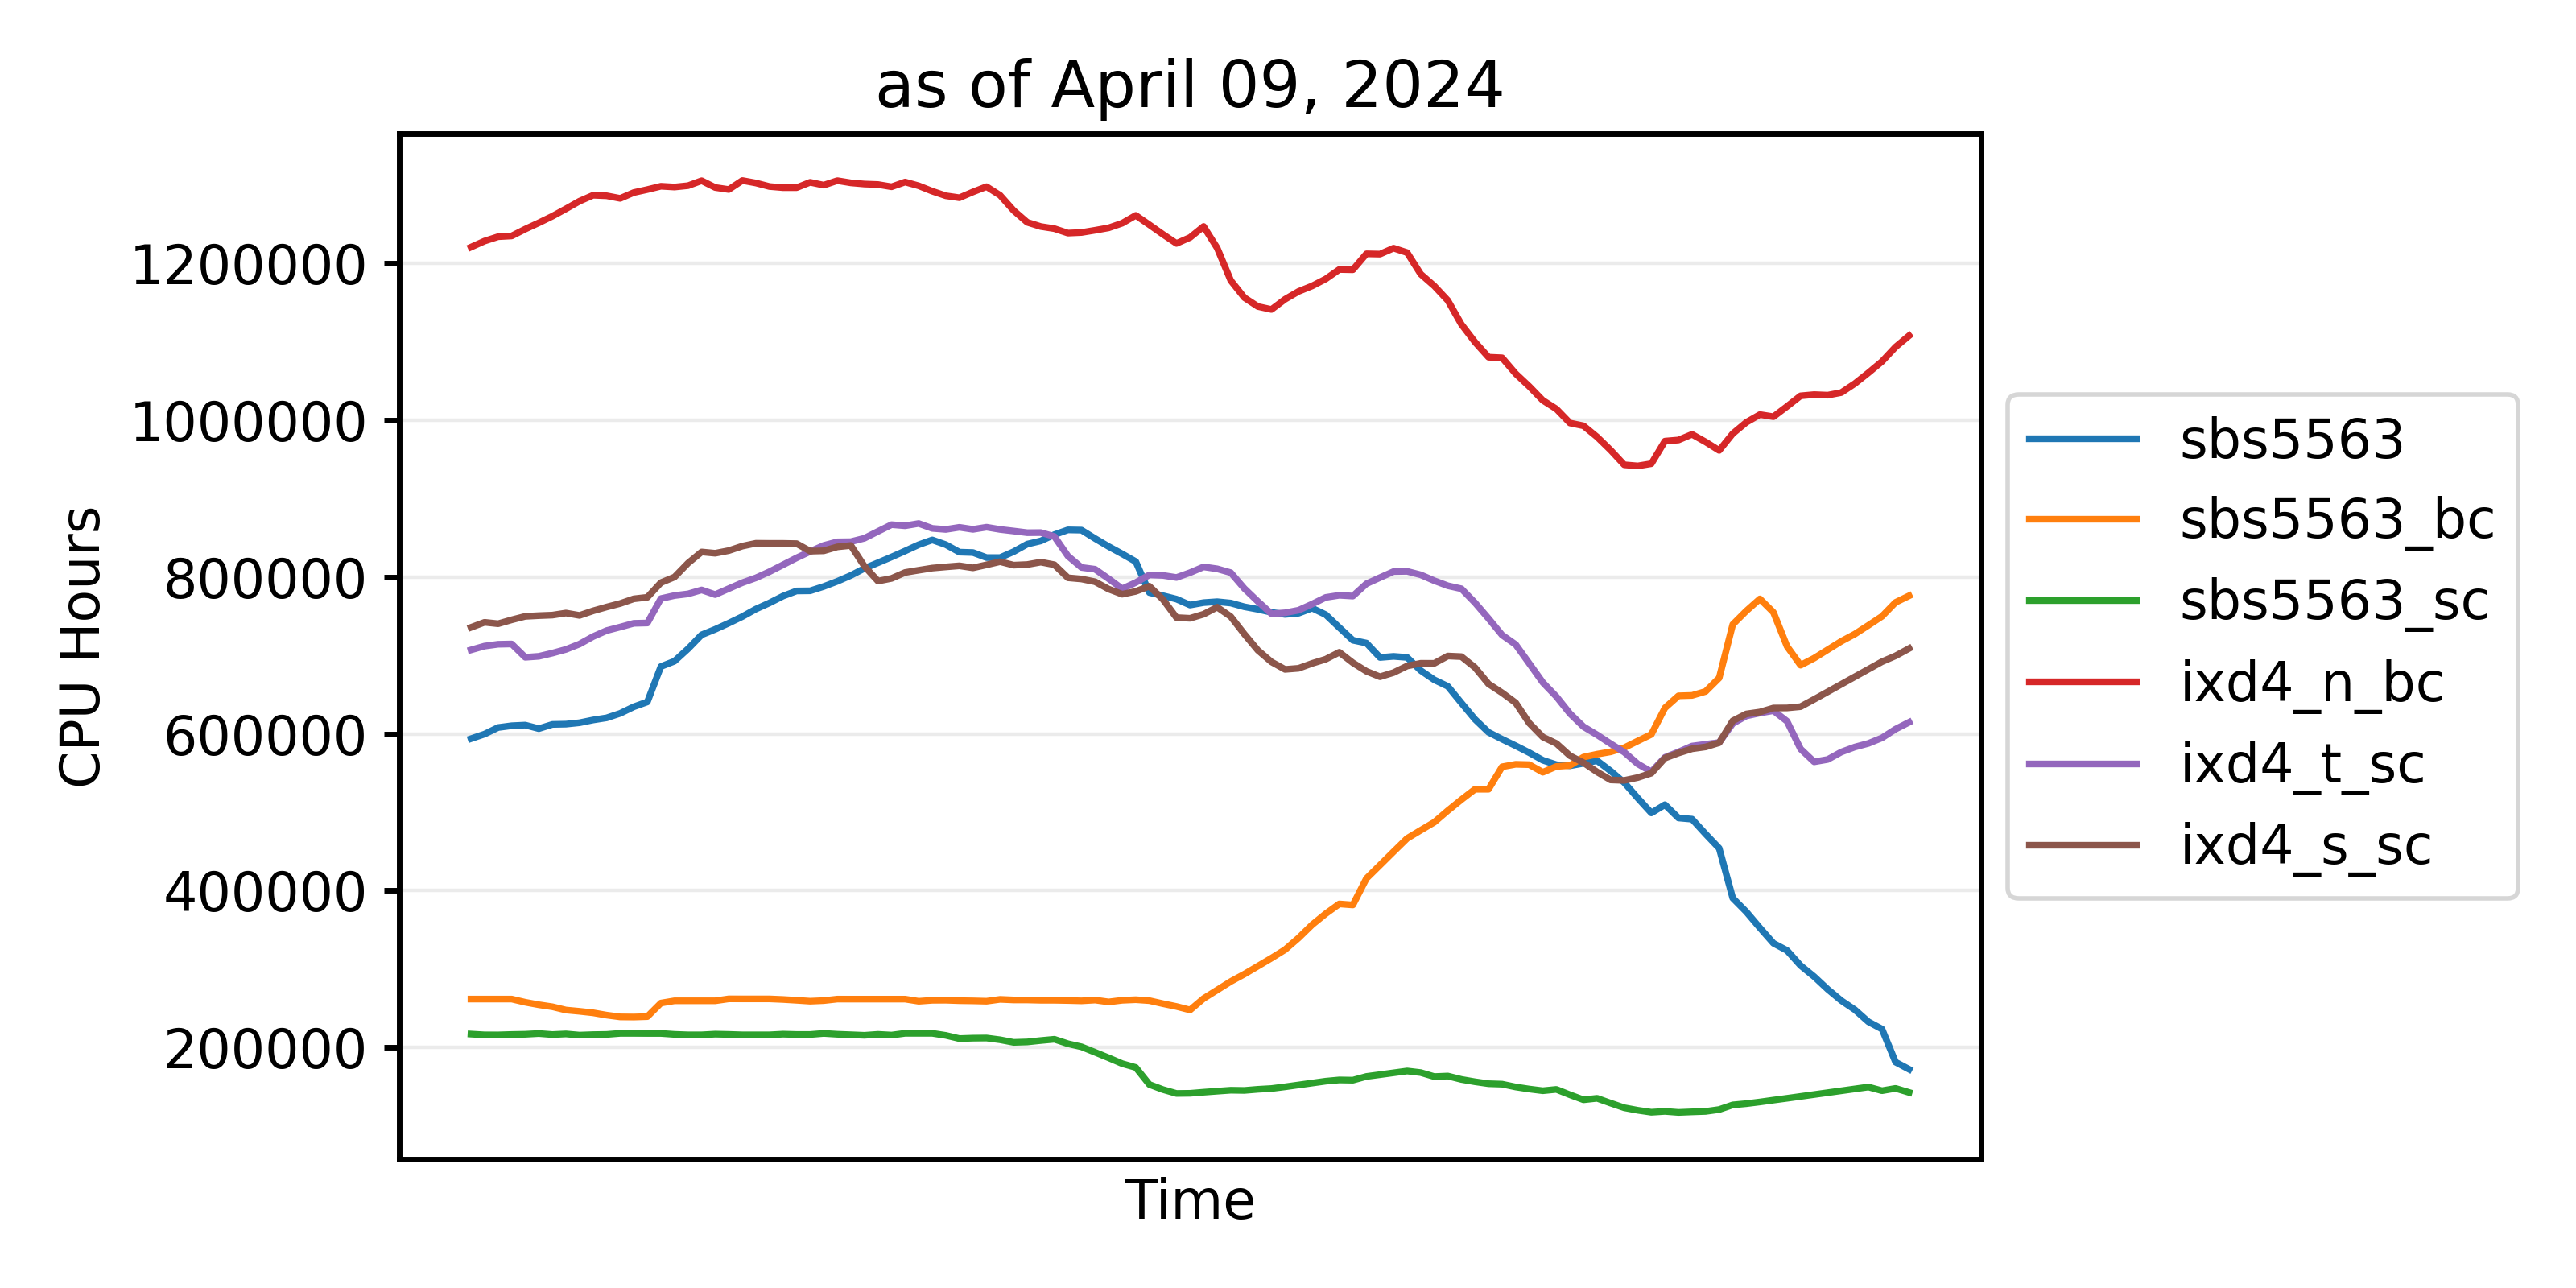 as of April 09, 2024
1200000
1000000
800000
600000
400000
200000
CPU Hours
Time
sbs5563
sbs5563_bc
sbs5563_sc
ixd4_n_bc
ixd4_t_sc
ixd4_s_sc